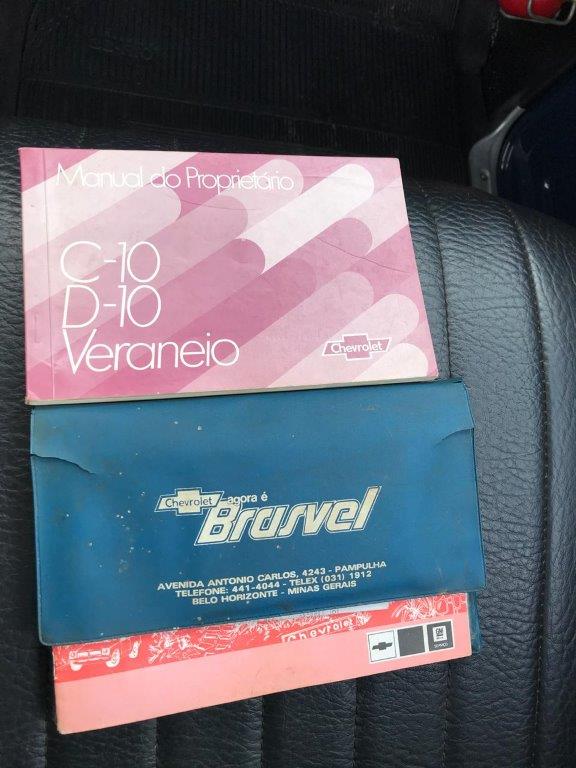 Manual do Proprietário
C-10
D-10
Veraneio
Chevrolet
Chevrolet agora é
Brasvel
AVENIDA ANTONIO CARLOS, 4243 - PAMPULHA
TELEFONE: 441-4044 - TELEX (031) 1912
BELO HORIZONTE - MINAS GERAIS
Chevrolet
GM